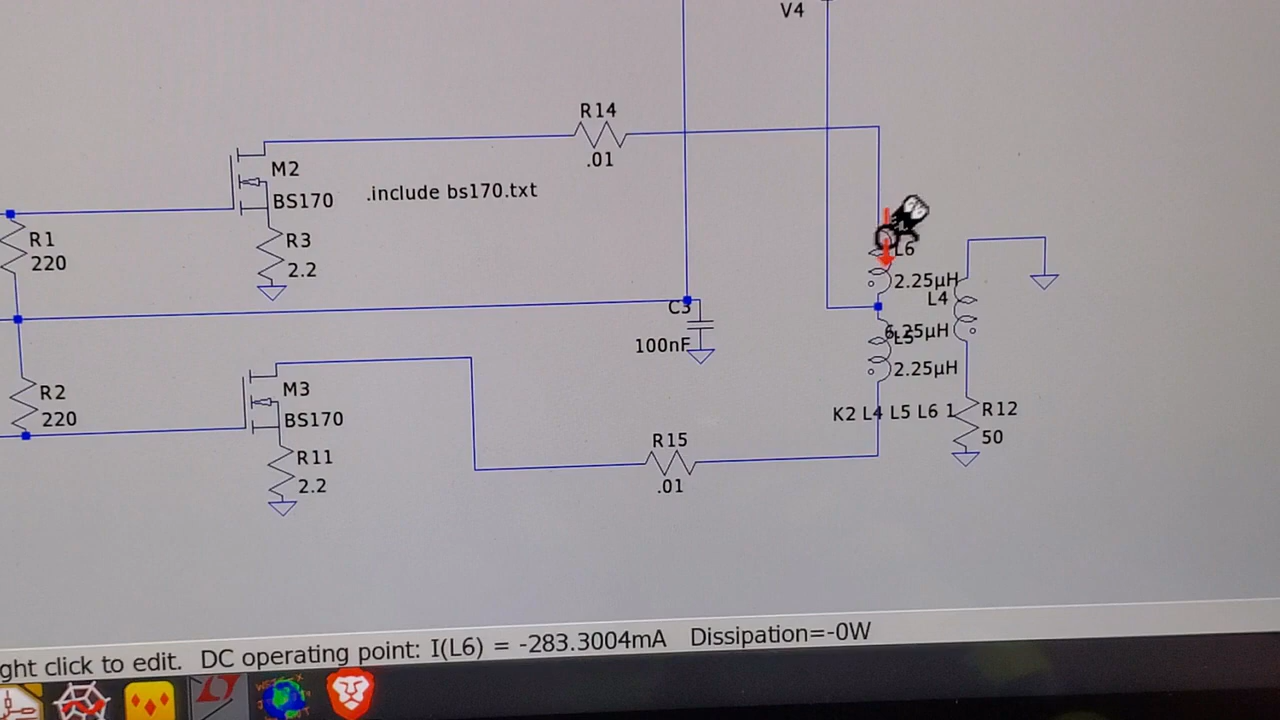 V4
R14
.01
M2
BS170
.include bs170.txt
R1
220
R3
2.2
L6
2.25µH
L4
C3
100nF
6.25µH
L5
2.25µH
R2
220
M3
BS170
K2 L4 L5 L6 1
R12
50
R15
.01
R11
2.2
ght click to edit. DC operating point: I(L6) = -283.3004mA Dissipation=-0W